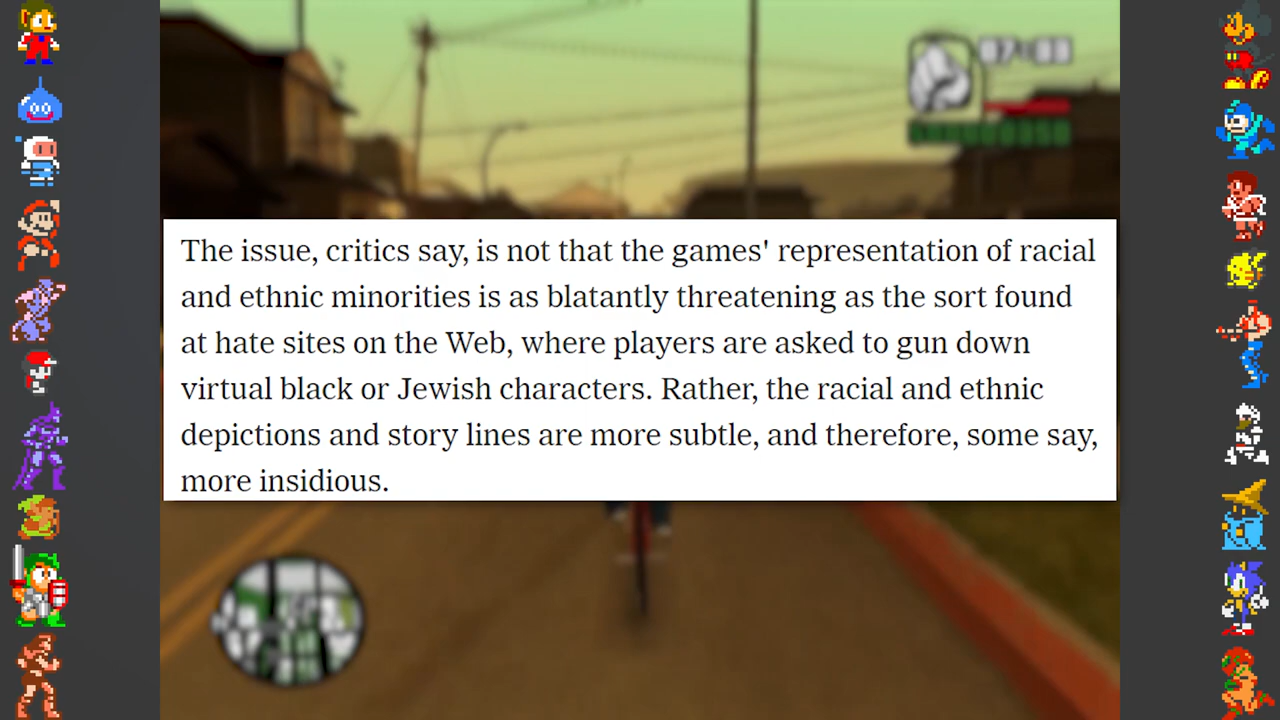 The issue, critics say, is not that the games' representation of racial
and ethnic minorities is as blatantly threatening as the sort found
at hate sites on the Web, where players are asked to gun down
virtual black or Jewish characters. Rather, the racial and ethnic
depictions and story lines are more subtle, and therefore, some say,
more insidious.